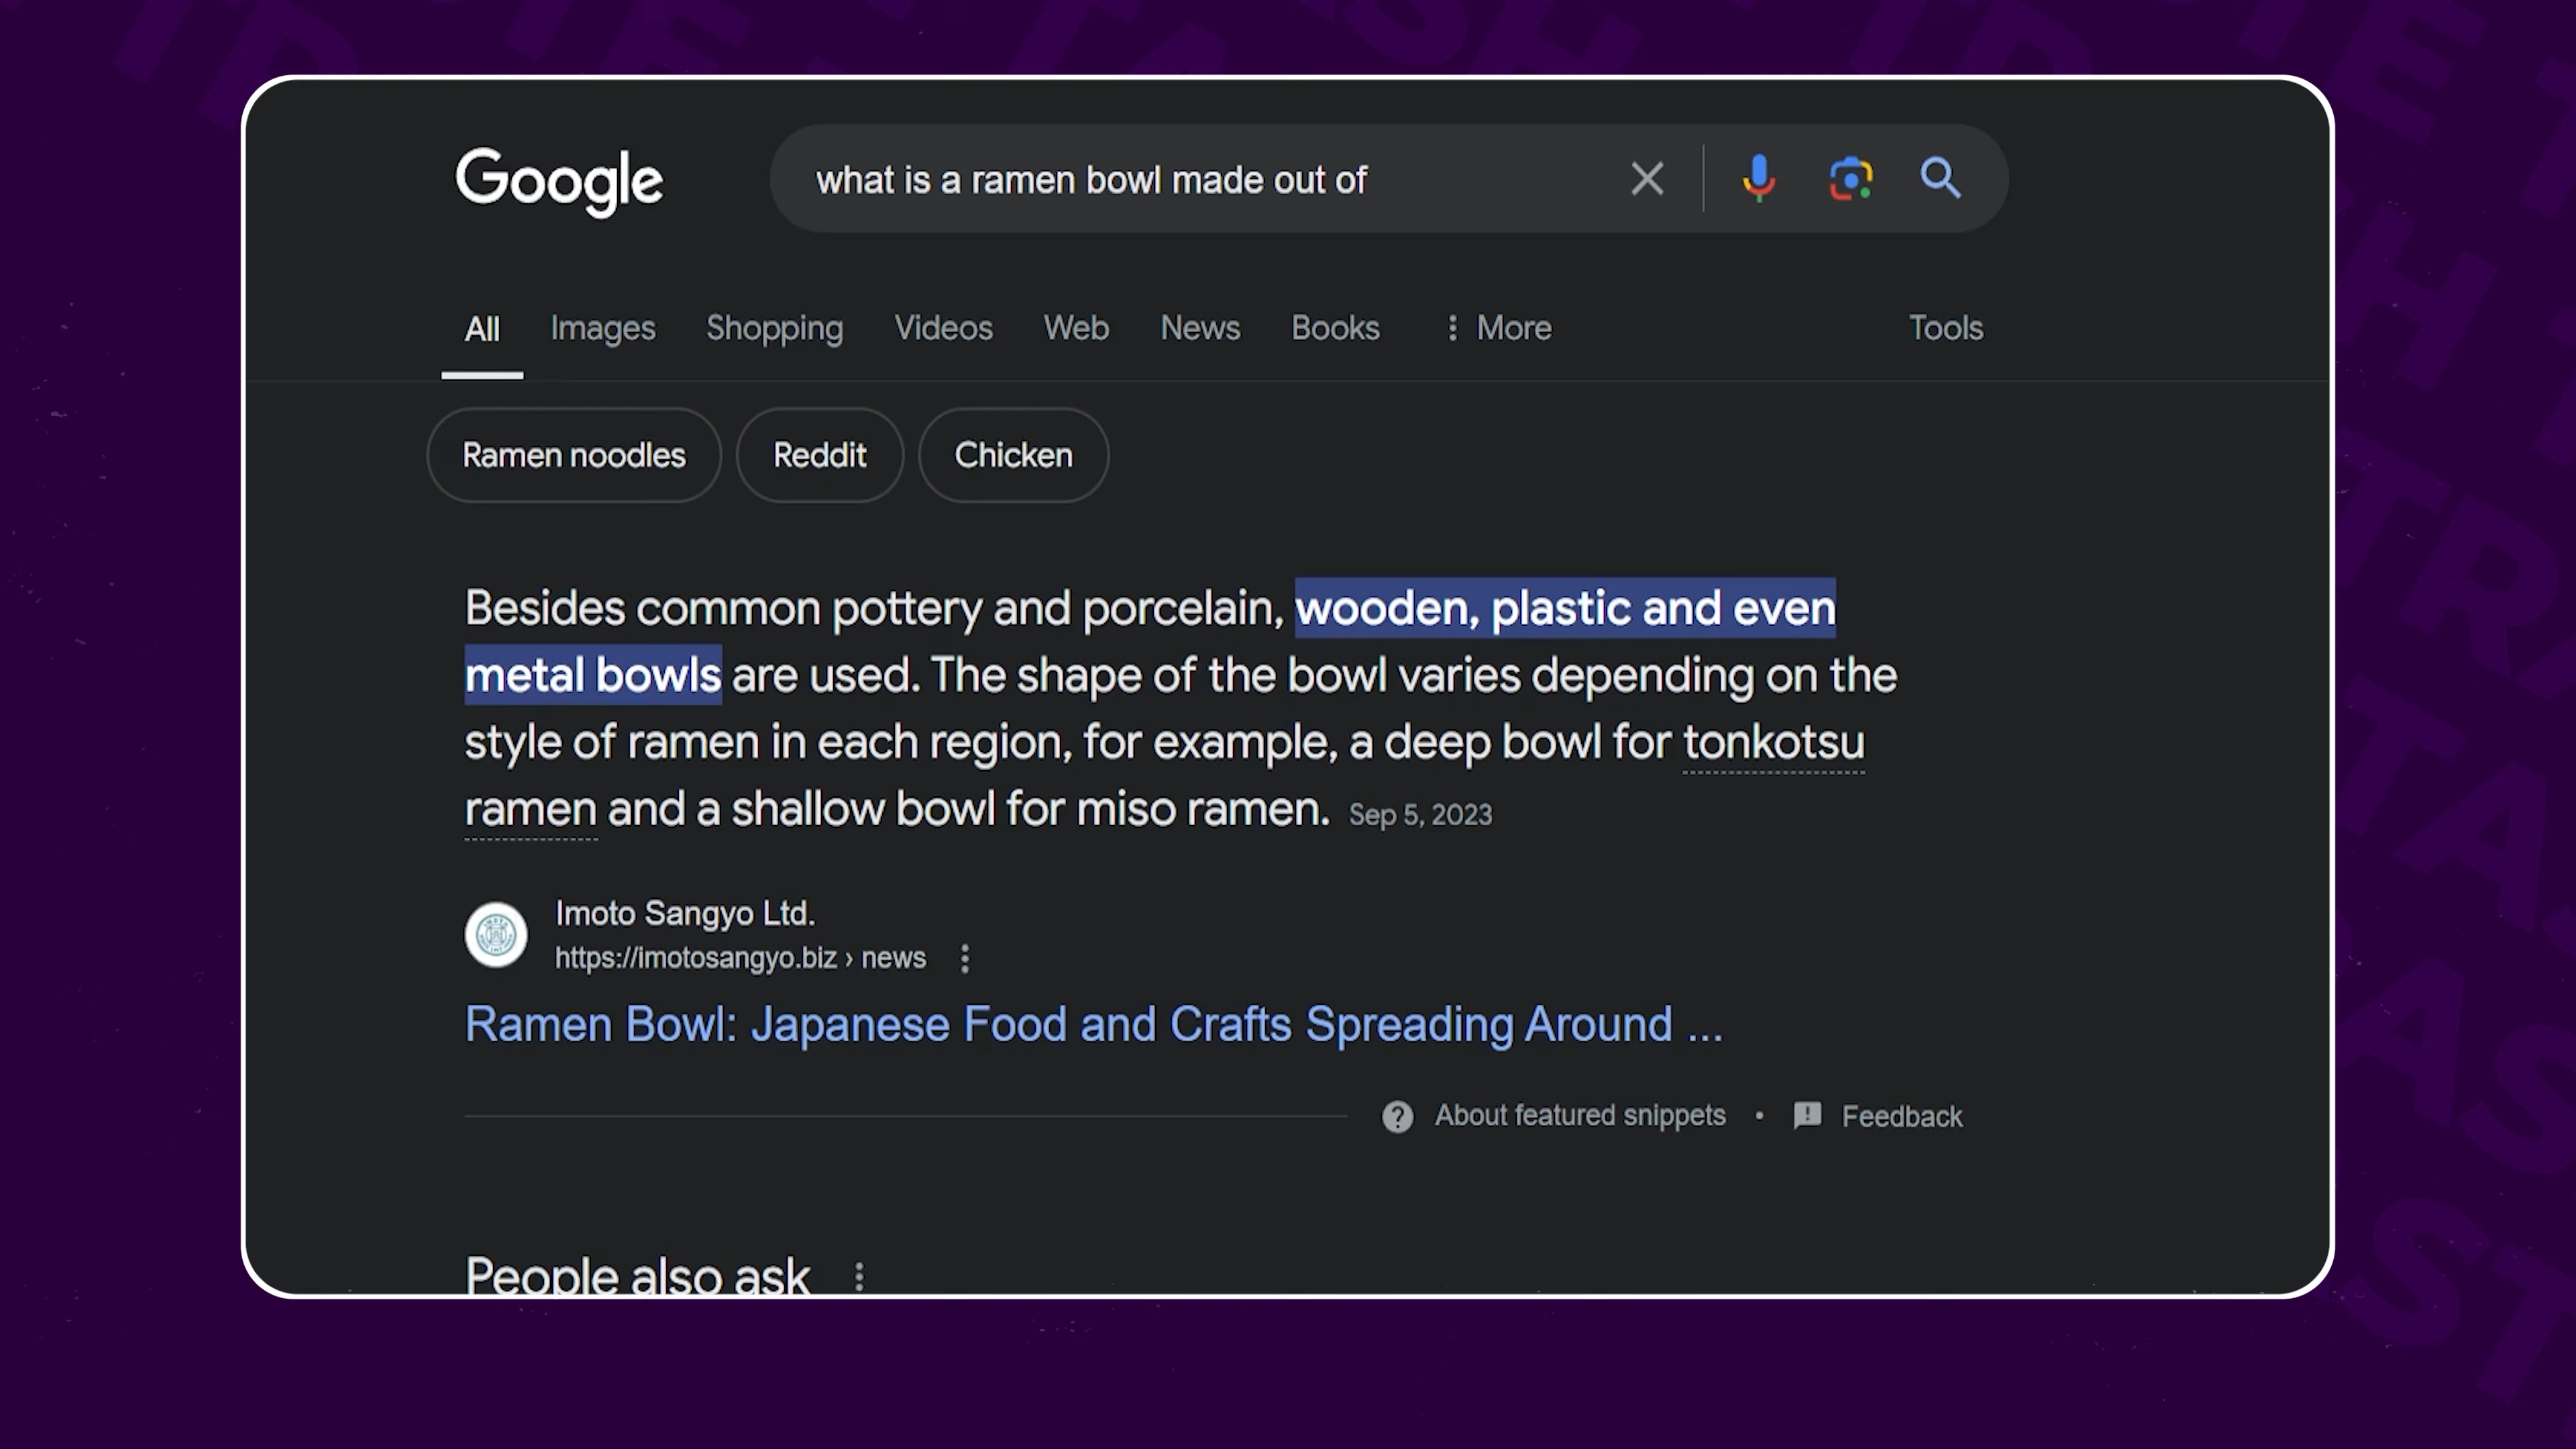 Google
what is a ramen bowl made out of
All Images Shopping Videos Web News Books More Tools
Ramen noodles Reddit Chicken
Besides common pottery and porcelain, wooden, plastic and even
metal bowls are used. The shape of the bowl varies depending on the
style of ramen in each region, for example, a deep bowl for tonkotsu
ramen and a shallow bowl for miso ramen. Sep 5, 2023
Imoto Sangyo Ltd.
https://imotosangyo.biz › news
Ramen Bowl: Japanese Food and Crafts Spreading Around ...
About featured snippets • Feedback
People also ask